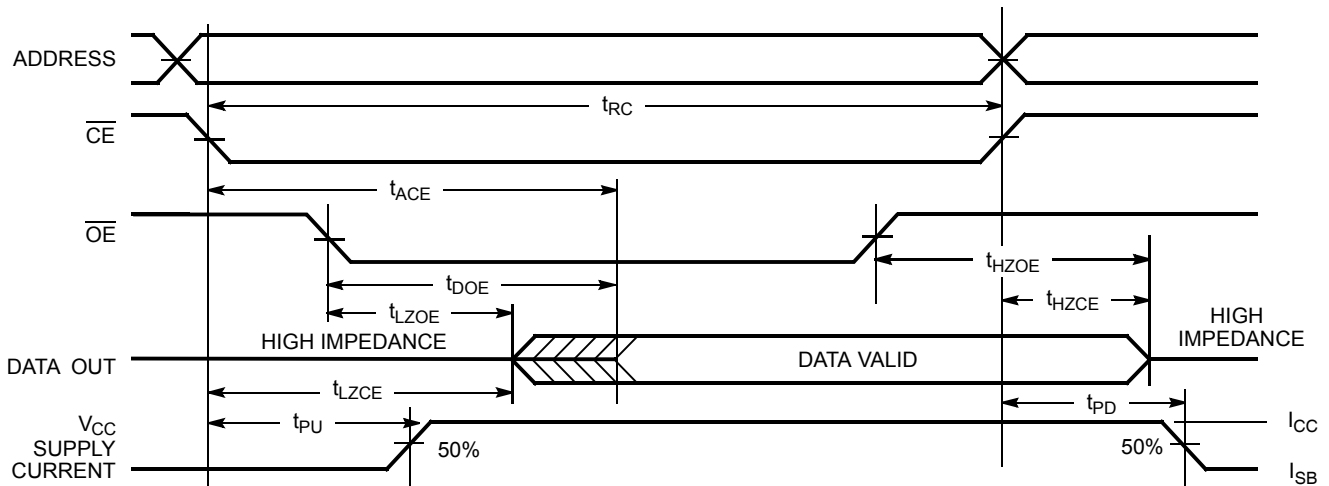 ADDRESS
tRC
CE
tACE
OE
tHZOE
tDOE
tHZCE
tLZOE
HIGH IMPEDANCE
HIGH
IMPEDANCE
DATA OUT
DATA VALID
tLZCE
tPU
tPD
VCC
SUPPLY
CURRENT
50%
50%
ICC
ISB